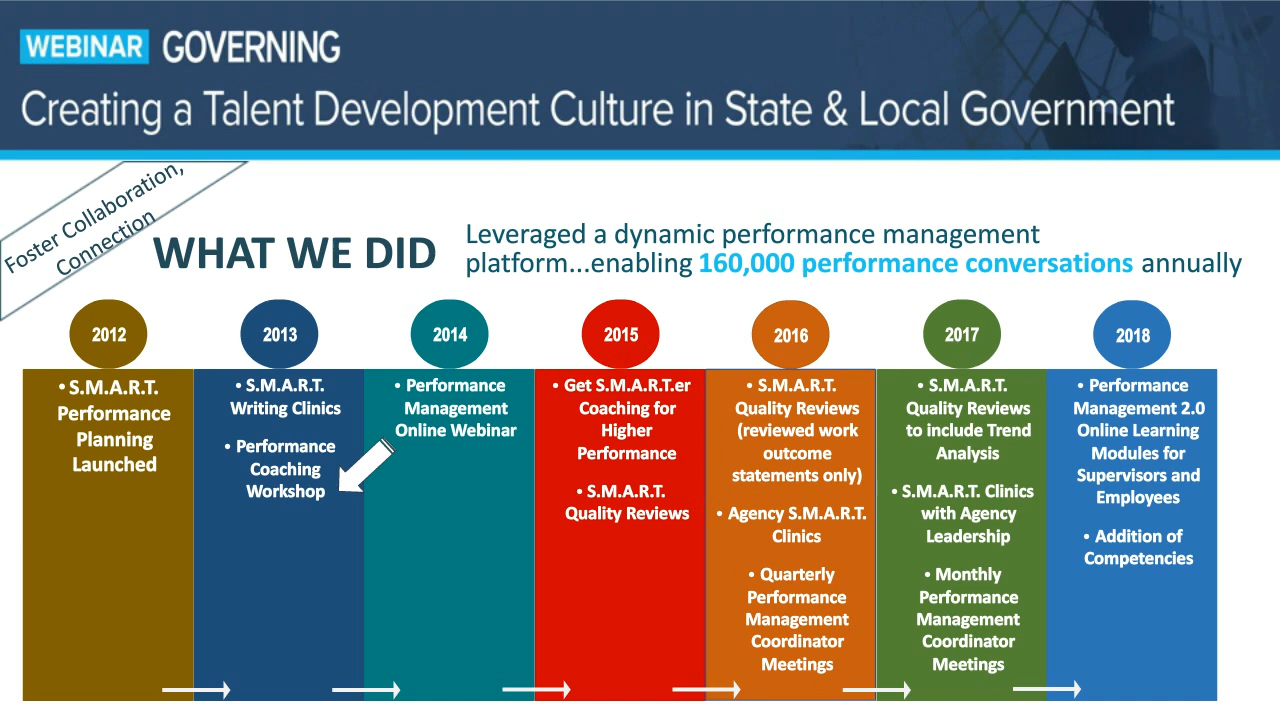 WEBINAR GOVERNING
Creating a Talent Development Culture in State & Local Government
Foster Collaboration,
Connection
WHAT WE DID
Leveraged a dynamic performance management
platform...enabling 160,000 performance conversations annually
2012
• S.M.A.R.T.
Performance
Planning
Launched
2013
• S.M.A.R.T.
Writing Clinics
• Performance
Coaching
Workshop
2014
• Performance
Management
Online Webinar
2015
• Get S.M.A.R.T.er
Coaching for
Higher
Performance
• S.M.A.R.T.
Quality Reviews
2016
• S.M.A.R.T.
Quality Reviews
(reviewed work
outcome
statements only)
• Agency S.M.A.R.T.
Clinics
• Quarterly
Performance
Management
Coordinator
Meetings
2017
• S.M.A.R.T.
Quality Reviews
to include Trend
Analysis
• S.M.A.R.T. Clinics
with Agency
Leadership
• Monthly
Performance
Management
Coordinator
Meetings
2018
• Performance
Management 2.0
Online Learning
Modules for
Supervisors and
Employees
• Addition of
Competencies